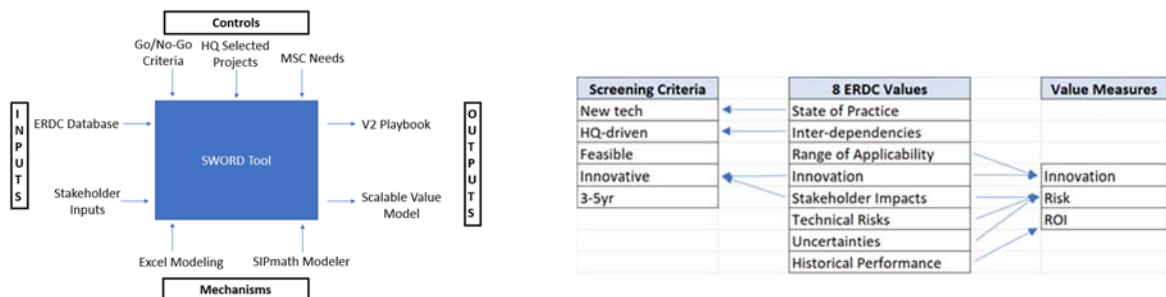 Controls
Go/No-Go
Criteria
HQ Selected
Projects
MSC Needs
INPUTS
ERDC Database
Stakeholder
Inputs
SWORD Tool
V2 Playbook
Scalable Value
Model
OUTPUTS
Excel Modeling
SIPmath Modeler
Mechanisms
Screening Criteria
New tech
HQ-driven
Feasible
Innovative
3-5yr
8 ERDC Values
State of Practice
Inter-dependencies
Range of Applicability
Innovation
Stakeholder Impacts
Technical Risks
Uncertainties
Historical Performance
Value Measures
Innovation
Risk
ROI